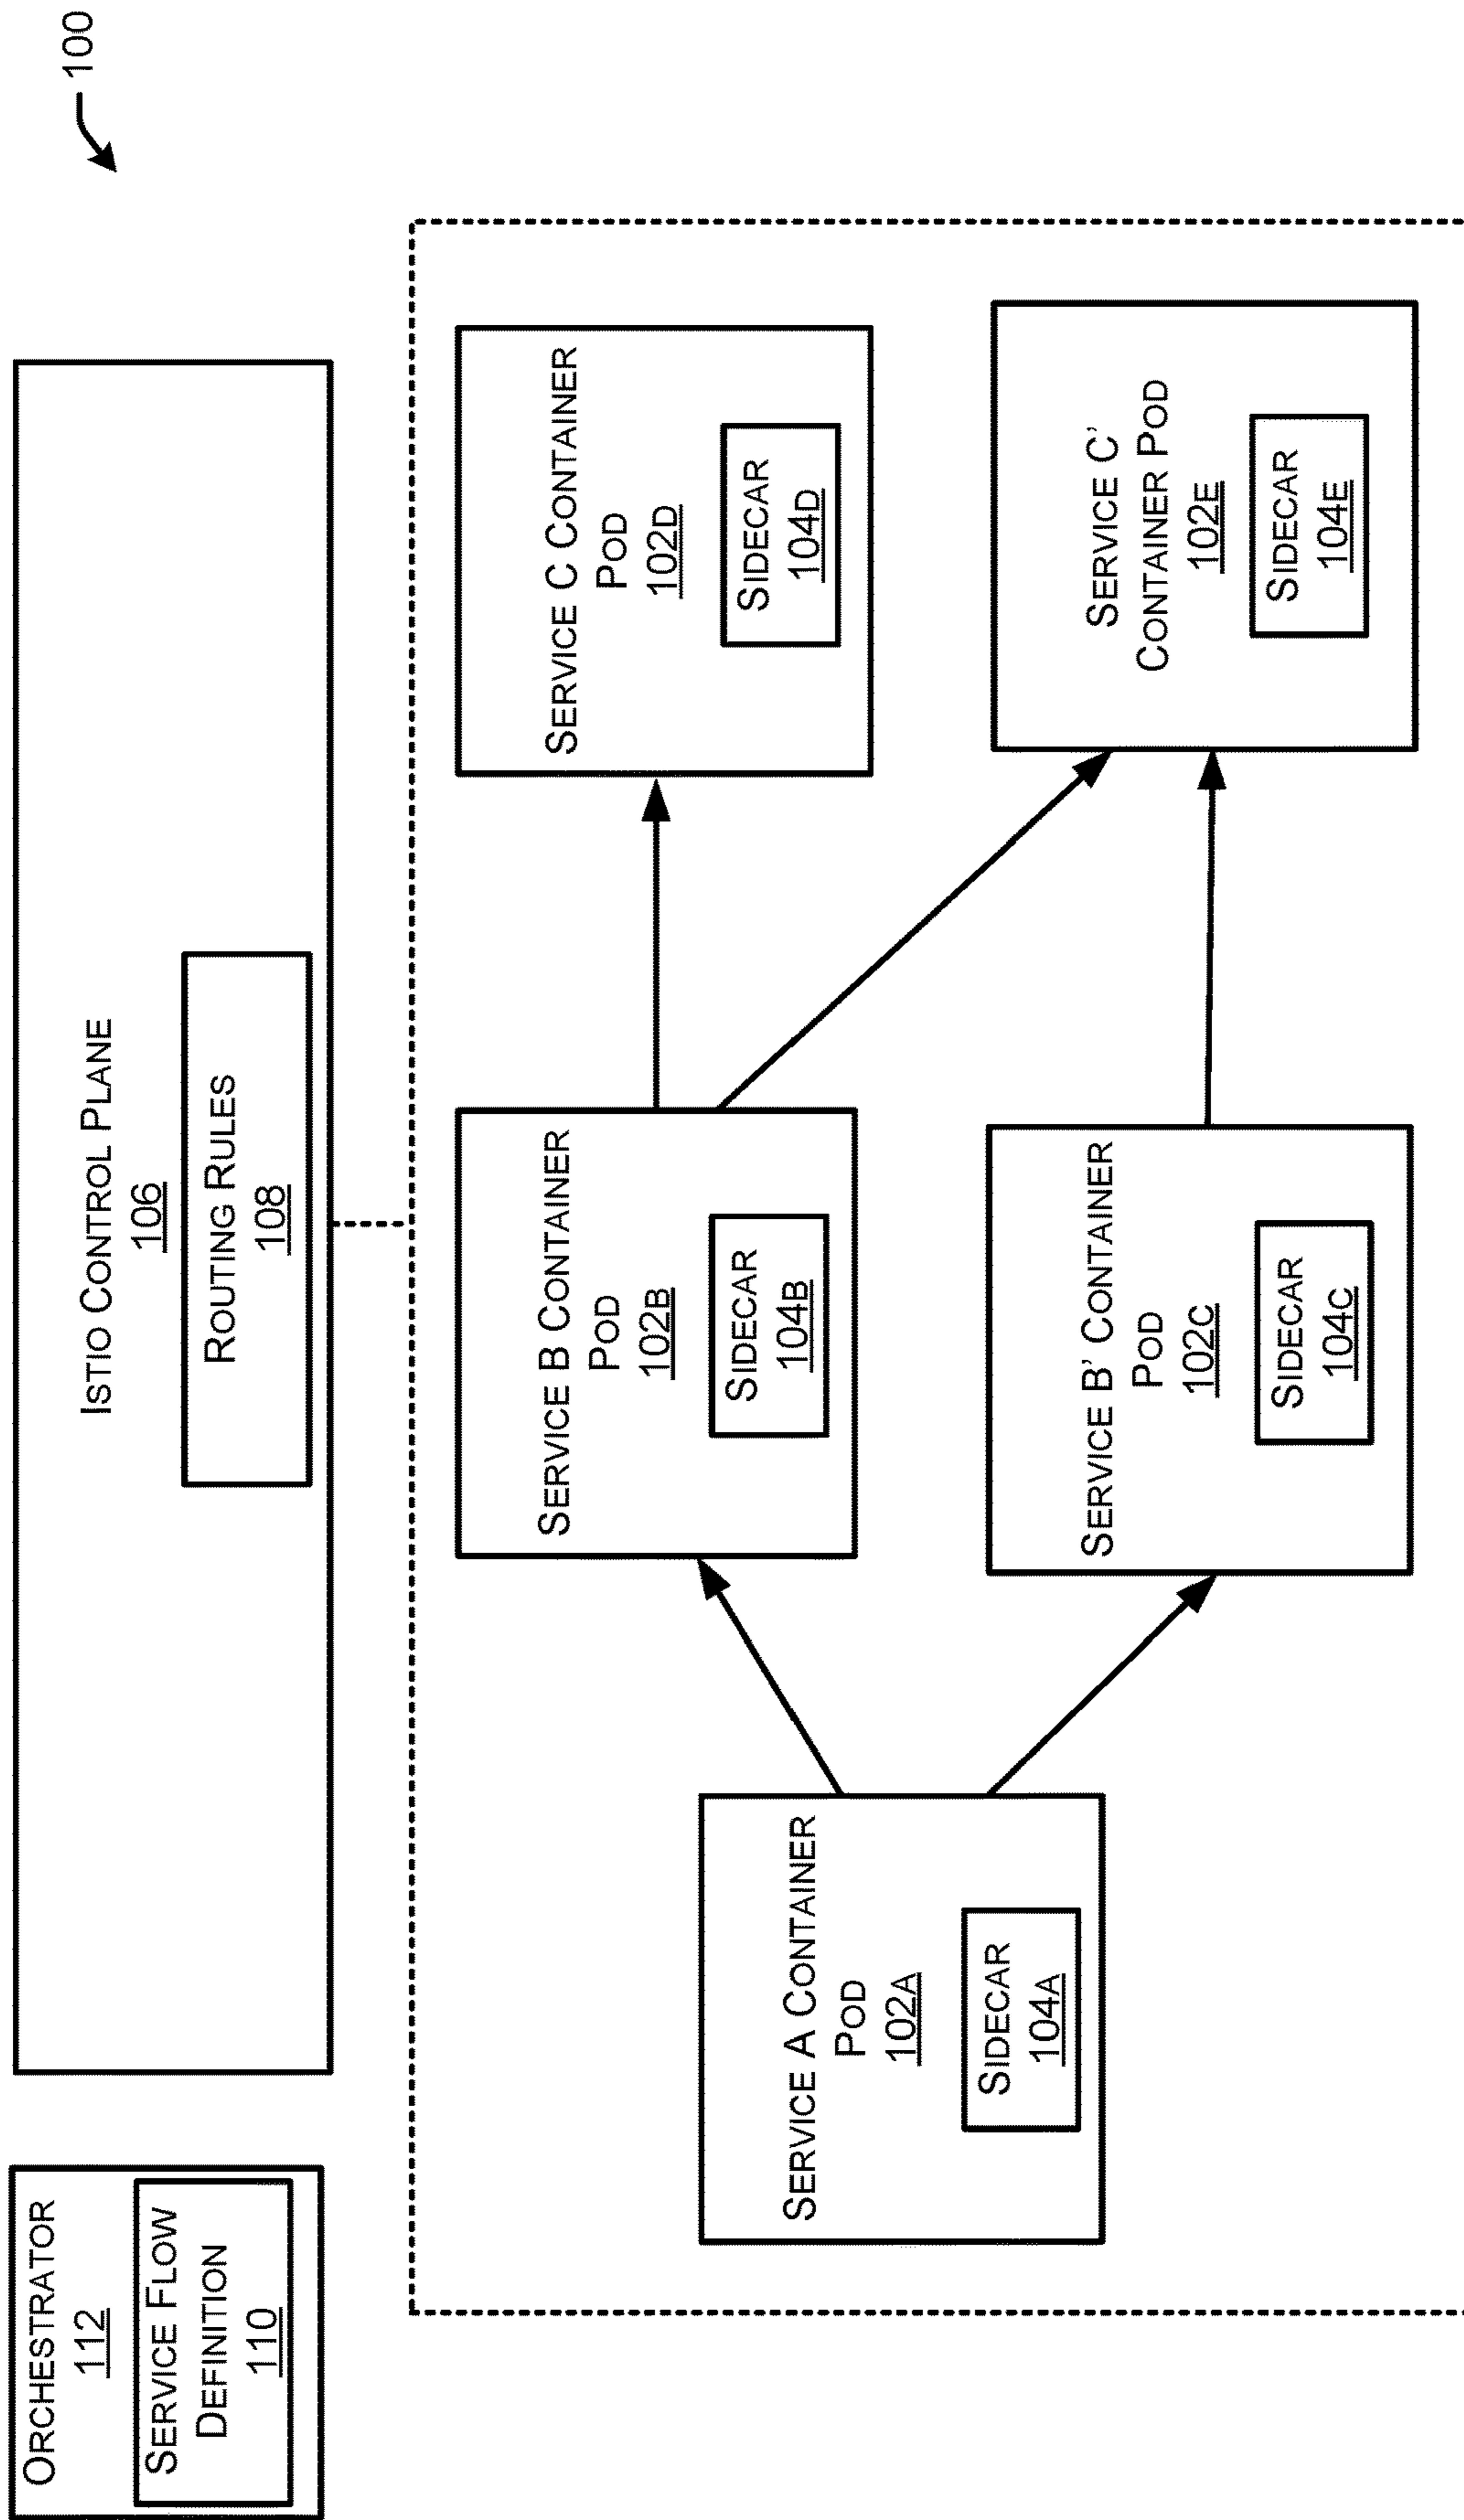 100
ORCHESTRATOR
112
SERVICE FLOW
DEFINITION
110
ISTIO CONTROL PLANE
106
ROUTING RULES
108
SERVICE A CONTAINER
POD
102A
SIDECAR
104A
SERVICE B CONTAINER
POD
102B
SIDECAR
104B
SERVICE C CONTAINER
POD
102D
SIDECAR
104D
SERVICE B' CONTAINER
POD
102C
SIDECAR
104C
SERVICE C'
CONTAINER POD
102E
SIDECAR
104E